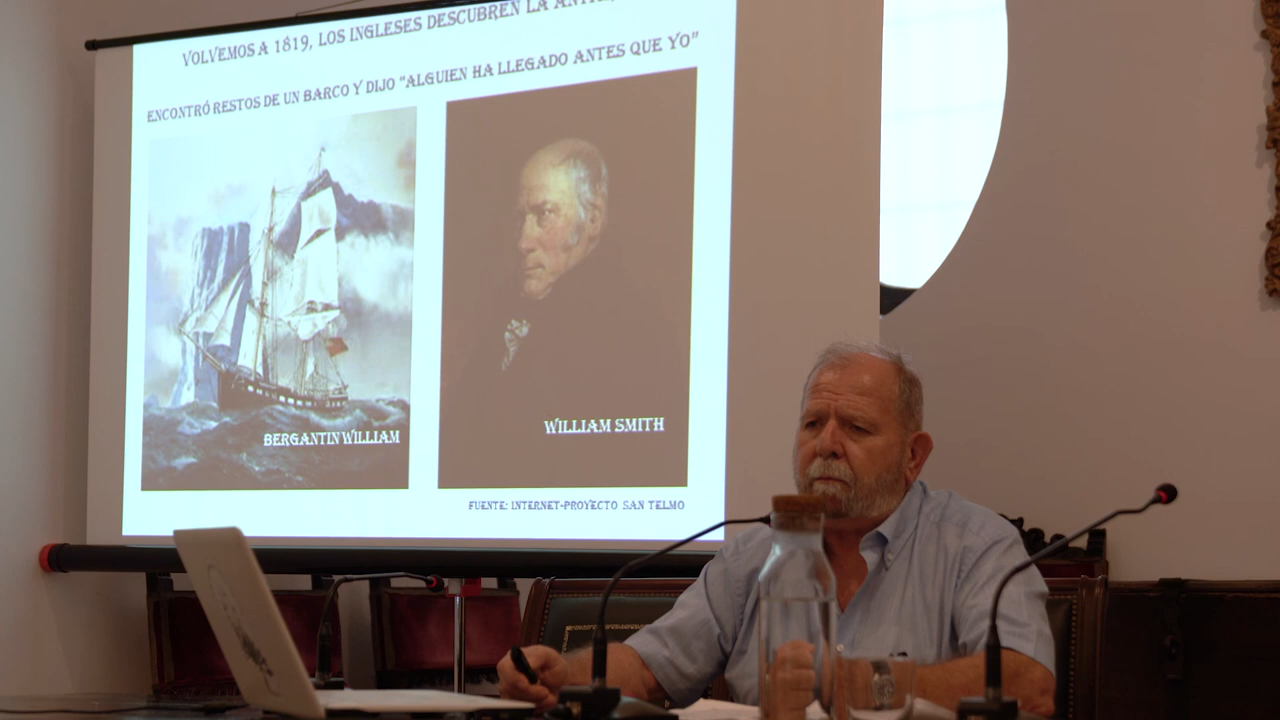 VOLVEMOS A 1819, LOS INGLESES DESCUBREN LA
ENCONTRÓ RESTOS DE UN BARCO Y DIJO "ALGUIEN HA LLEGADO ANTES QUE YO"
BERGANTIN WILLIAM
WILLIAM SMITH
FUENTE: INTERNET-PROYECTO SAN TELMO